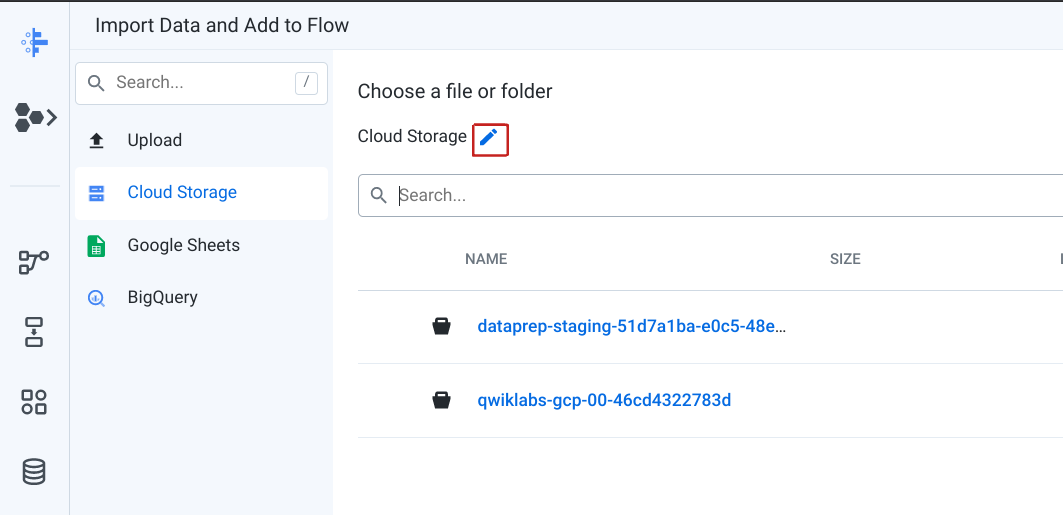 Import Data and Add to Flow
Search...
/
Upload
Cloud Storage
Google Sheets
BigQuery
Choose a file or folder
Cloud Storage
Search...
NAME
SIZE
dataprep-staging-51d7a1ba-e0c5-48e...
qwiklabs-gcp-00-46cd4322783d